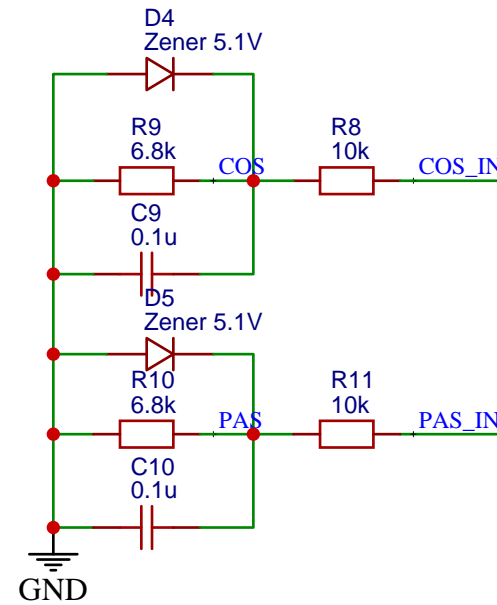 D4
Zener 5.1V
R9
6.8k
COS
R8
10k
COS_IN
C9
0.1u
D5
Zener 5.1V
R10
6.8k
PAS
R11
10k
PAS_IN
C10
0.1u
GND